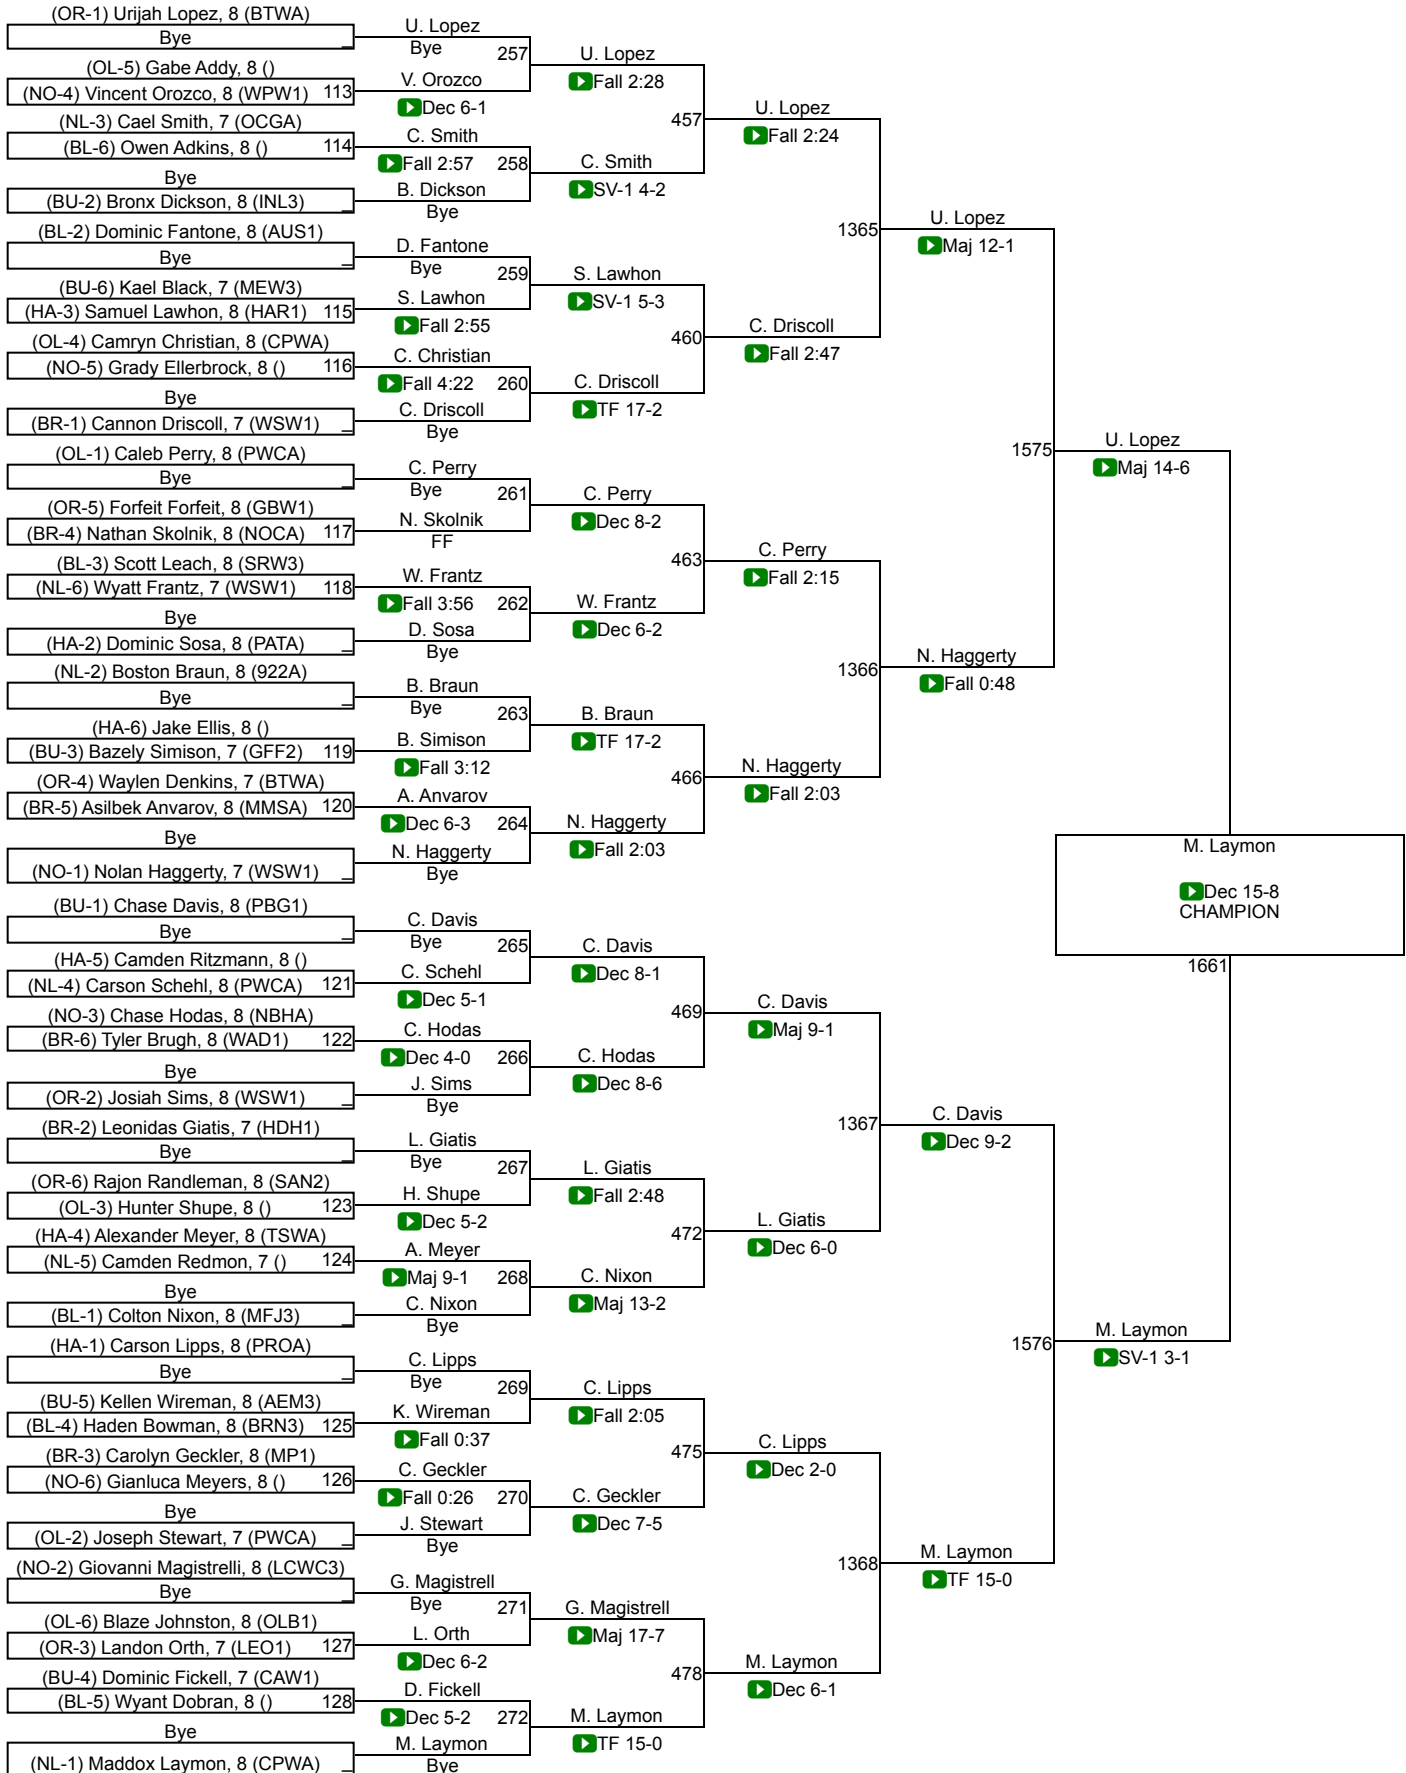 (OR-1) Urijah Lopez, 8 (BTWA)
Bye _
(OL-5) Gabe Addy, 8 ()
(NO-4) Vincent Orozco, 8 (WPW1) 113
(NL-3) Cael Smith, 7 (OCGA)
(BL-6) Owen Adkins, 8 () 114
Bye
(BU-2) Bronx Dickson, 8 (INL3) _
(BL-2) Dominic Fantone, 8 (AUS1)
Bye _
(BU-6) Kael Black, 7 (MEW3)
(HA-3) Samuel Lawhon, 8 (HAR1) 115
(OL-4) Camryn Christian, 8 (CPWA)
(NO-5) Grady Ellerbrock, 8 () 116
Bye
(BR-1) Cannon Driscoll, 7 (WSW1) _
(OL-1) Caleb Perry, 8 (PWCA)
Bye _
(OR-5) Forfeit Forfeit, 8 (GBW1)
(BR-4) Nathan Skolnik, 8 (NOCA) 117
(BL-3) Scott Leach, 8 (SRW3)
(NL-6) Wyatt Frantz, 7 (WSW1) 118
Bye
(HA-2) Dominic Sosa, 8 (PATA) _
(NL-2) Boston Braun, 8 (922A)
Bye _
(HA-6) Jake Ellis, 8 ()
(BU-3) Bazely Simison, 7 (GFF2) 119
(OR-4) Waylen Denkins, 7 (BTWA)
(BR-5) Asilbek Anvarov, 8 (MMSA) 120
Bye
(NO-1) Nolan Haggerty, 7 (WSW1) _
(BU-1) Chase Davis, 8 (PBG1)
Bye _
(HA-5) Camden Ritzmann, 8 ()
(NL-4) Carson Schehl, 8 (PWCA) 121
(NO-3) Chase Hodas, 8 (NBHA)
(BR-6) Tyler Brugh, 8 (WAD1) 122
Bye
(OR-2) Josiah Sims, 8 (WSW1) _
(BR-2) Leonidas Giatis, 7 (HDH1)
Bye _
(OR-6) Rajon Randleman, 8 (SAN2)
(OL-3) Hunter Shupe, 8 () 123
(HA-4) Alexander Meyer, 8 (TSWA)
(NL-5) Camden Redmon, 7 () 124
Bye
(BL-1) Colton Nixon, 8 (MFJ3) _
(HA-1) Carson Lipps, 8 (PROA)
Bye _
(BU-5) Kellen Wireman, 8 (AEM3)
(BL-4) Haden Bowman, 8 (BRN3) 125
(BR-3) Carolyn Geckler, 8 (MP1)
(NO-6) Gianluca Meyers, 8 () 126
Bye
(OL-2) Joseph Stewart, 7 (PWCA) _
(NO-2) Giovanni Magistrelli, 8 (LCWC3)
Bye _
(OL-6) Blaze Johnston, 8 (OLB1)
(OR-3) Landon Orth, 7 (LEO1) 127
(BU-4) Dominic Fickell, 7 (CAW1)
(BL-5) Wyant Dobran, 8 () 128
Bye
(NL-1) Maddox Laymon, 8 (CPWA) _
U. Lopez
Bye 257
V. Orozco
Dec 6-1
C. Smith
Fall 2:57 258
B. Dickson
Bye
D. Fantone
Bye 259
S. Lawhon
Fall 2:55
C. Christian
Fall 4:22 260
C. Driscoll
Bye
C. Perry
Bye 261
N. Skolnik
FF
W. Frantz
Fall 3:56 262
D. Sosa
Bye
B. Braun
Bye 263
B. Simison
Fall 3:12
A. Anvarov
Dec 6-3 264
N. Haggerty
Bye
C. Davis
Bye 265
C. Schehl
Dec 5-1
C. Hodas
Dec 4-0 266
J. Sims
Bye
L. Giatis
Bye 267
H. Shupe
Dec 5-2
A. Meyer
Maj 9-1 268
C. Nixon
Bye
C. Lipps
Bye 269
K. Wireman
Fall 0:37
C. Geckler
Fall 0:26 270
J. Stewart
Bye
G. Magistrell
Bye 271
L. Orth
Dec 6-2
D. Fickell
Dec 5-2 272
M. Laymon
Bye
U. Lopez
Fall 2:28
457
C. Smith
SV-1 4-2
S. Lawhon
SV-1 5-3
460
C. Driscoll
TF 17-2
C. Perry
Dec 8-2
463
W. Frantz
Dec 6-2
B. Braun
TF 17-2
466
N. Haggerty
Fall 2:03
C. Davis
Dec 8-1
469
C. Hodas
Dec 8-6
L. Giatis
Fall 2:48
472
C. Nixon
Maj 13-2
C. Lipps
Fall 2:05
475
C. Geckler
Dec 7-5
G. Magistrell
Maj 17-7
478
M. Laymon
TF 15-0
U. Lopez
Fall 2:24
1365
C. Driscoll
Fall 2:47
C. Perry
Fall 2:15
1366
N. Haggerty
Fall 2:03
C. Davis
Maj 9-1
1367
L. Giatis
Dec 6-0
C. Lipps
Dec 2-0
1368
M. Laymon
Dec 6-1
U. Lopez
Maj 12-1
1575
N. Haggerty
Fall 0:48
C. Davis
Dec 9-2
1576
M. Laymon
TF 15-0
U. Lopez
Maj 14-6
M. Laymon
SV-1 3-1
M. Laymon
Dec 15-8
CHAMPION
1661